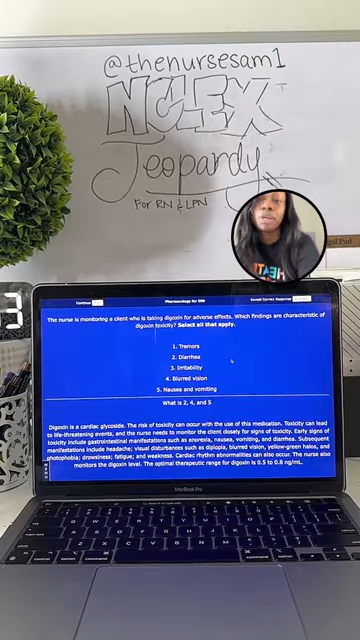 @thenursesam1
NCLEX
Jeopardy
FOR RN & LPN
Legal Pad
3
Continue
Pharmacology for 500
Reveal Correct Response
The nurse is monitoring a client who is taking digoxin for adverse effects. Which findings are characteristic of
digoxin toxicity? Select all that apply.
1. Tremors
2. Diarrhea
3. Irritability
4. Blurred vision
5. Nausea and vomiting
What is 2, 4, and 5
Digoxin is a cardiac glycoside. The risk of toxicity can occur with the use of this medication. Toxicity can lead
to life-threatening events, and the nurse needs to monitor the client closely for signs of toxicity. Early signs of
toxicity include gastrointestinal manifestations such as anorexia, nausea, vomiting, and diarrhea. Subsequent
manifestations include headache; visual disturbances such as diplopia, blurred vision, yellow-green halos, and
photophobia; drowsiness; fatigue; and weakness. Cardiac rhythm abnormalities can also occur. The nurse also
monitors the digoxin level. The optimal therapeutic range for digoxin is 0.5 to 0.8 ng/mL.
MacBook Pro